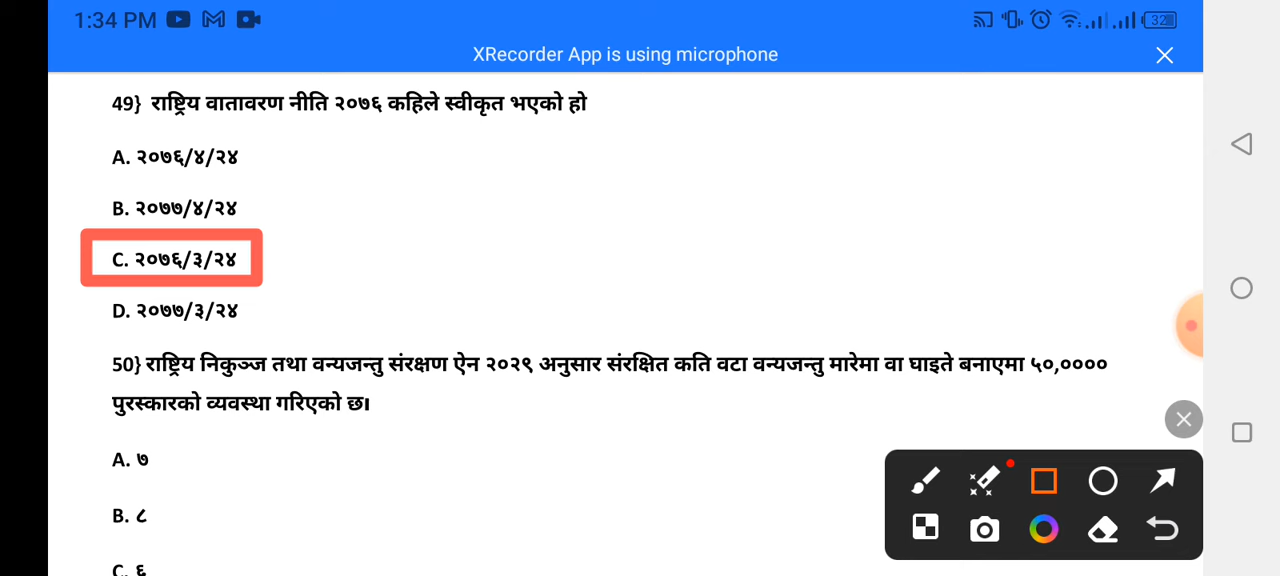 1:34 PM
32
XRecorder App is using microphone
49} राष्ट्रिय वातावरण नीति २०७६ कहिले स्वीकृत भएको हो
A. २०७६/४/२४
B. २०७७/४/२४
C. २०७६/३/२४
D. २०७७/३/२४
50} राष्ट्रिय निकुञ्ज तथा वन्यजन्तु संरक्षण ऐन २०२९ अनुसार संरक्षित कति वटा वन्यजन्तु मारेमा वा घाइते बनाएमा ५०,००००
पुरस्कारको व्यवस्था गरिएको छ।
A. ७
B. ८
C. ६